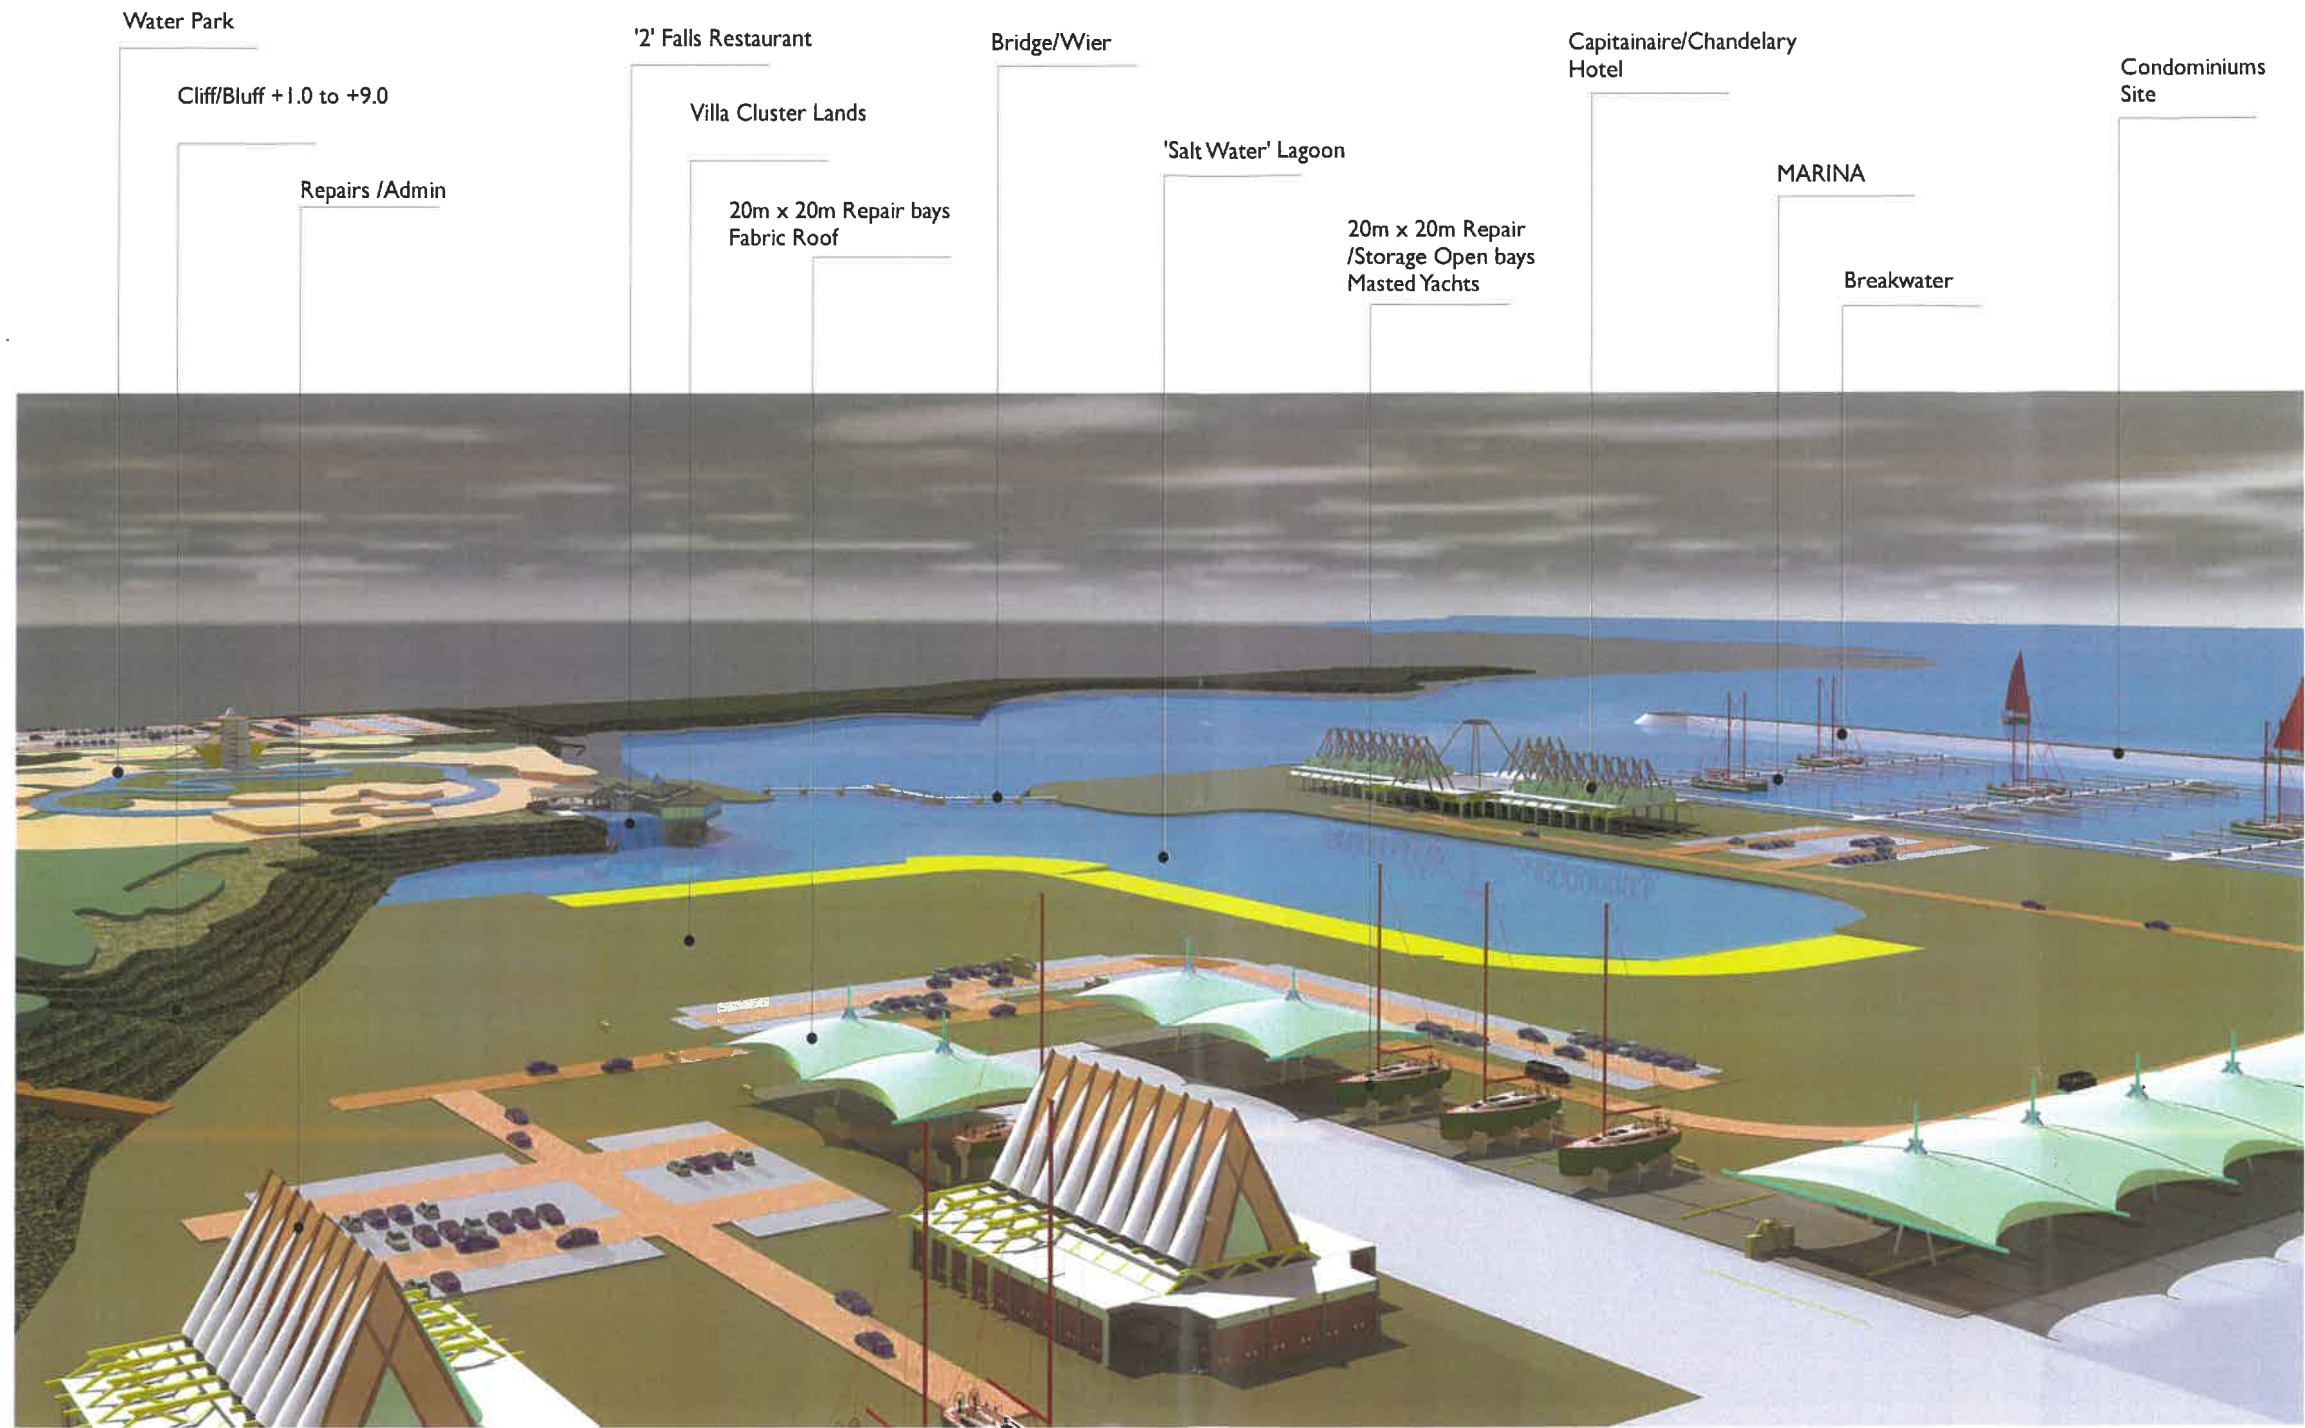 Water Park
Cliff/Bluff +1.0 to +9.0
Repairs /Admin
'2' Falls Restaurant
Villa Cluster Lands
20m x 20m Repair bays
Fabric Roof
Bridge/Wier
'Salt Water' Lagoon
20m x 20m Repair
/Storage Open bays
Masted Yachts
Capitainaire/Chandelary
Hotel
MARINA
Breakwater
Condominiums
Site